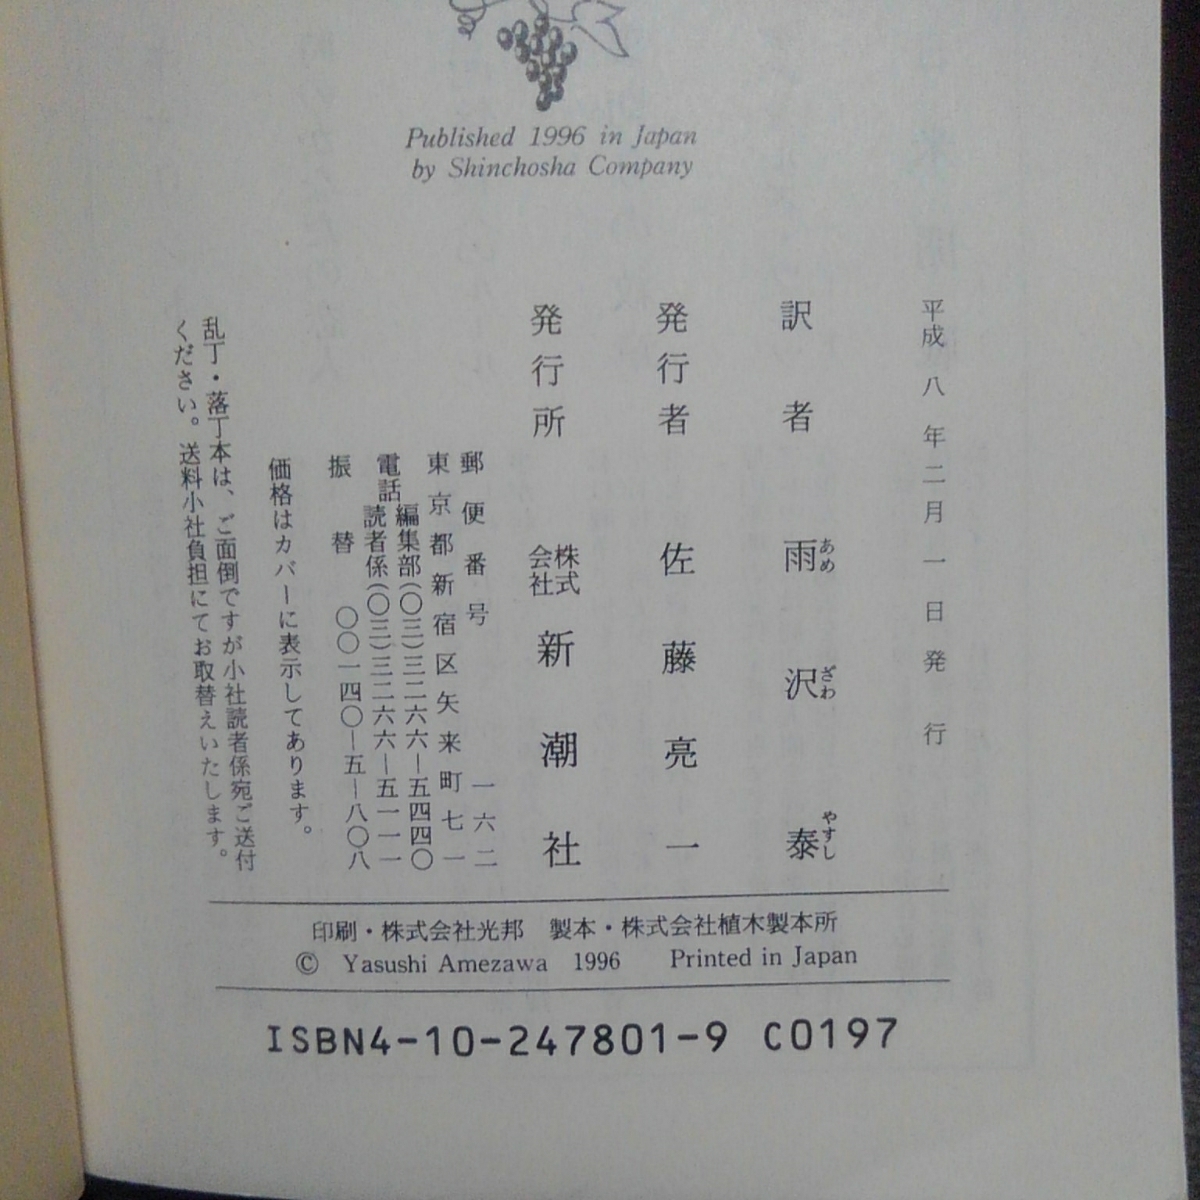 Published 1996 in Japan
by Shinchosha Company
平成八年二月一日発行
訳者 雨沢泰
あめ ざわ やすし
発行者 佐藤亮一
発行所 株式会社 新潮社
郵便番号 一六二
東京都新宿区矢来町七一
電話 編集部(〇三)三二六六―五四四〇
読者係(〇三)三二六六―五一一一
振替 〇〇一四〇―五―八〇八
価格はカバーに表示してあります。
乱丁・落丁本は、ご面倒ですが小社読者係宛ご送付
ください。送料小社負担にてお取替えいたします。
印刷・株式会社光邦 製本・株式会社植木製本所
© Yasushi Amezawa 1996 Printed in Japan
ISBN4-10-247801-9 C0197